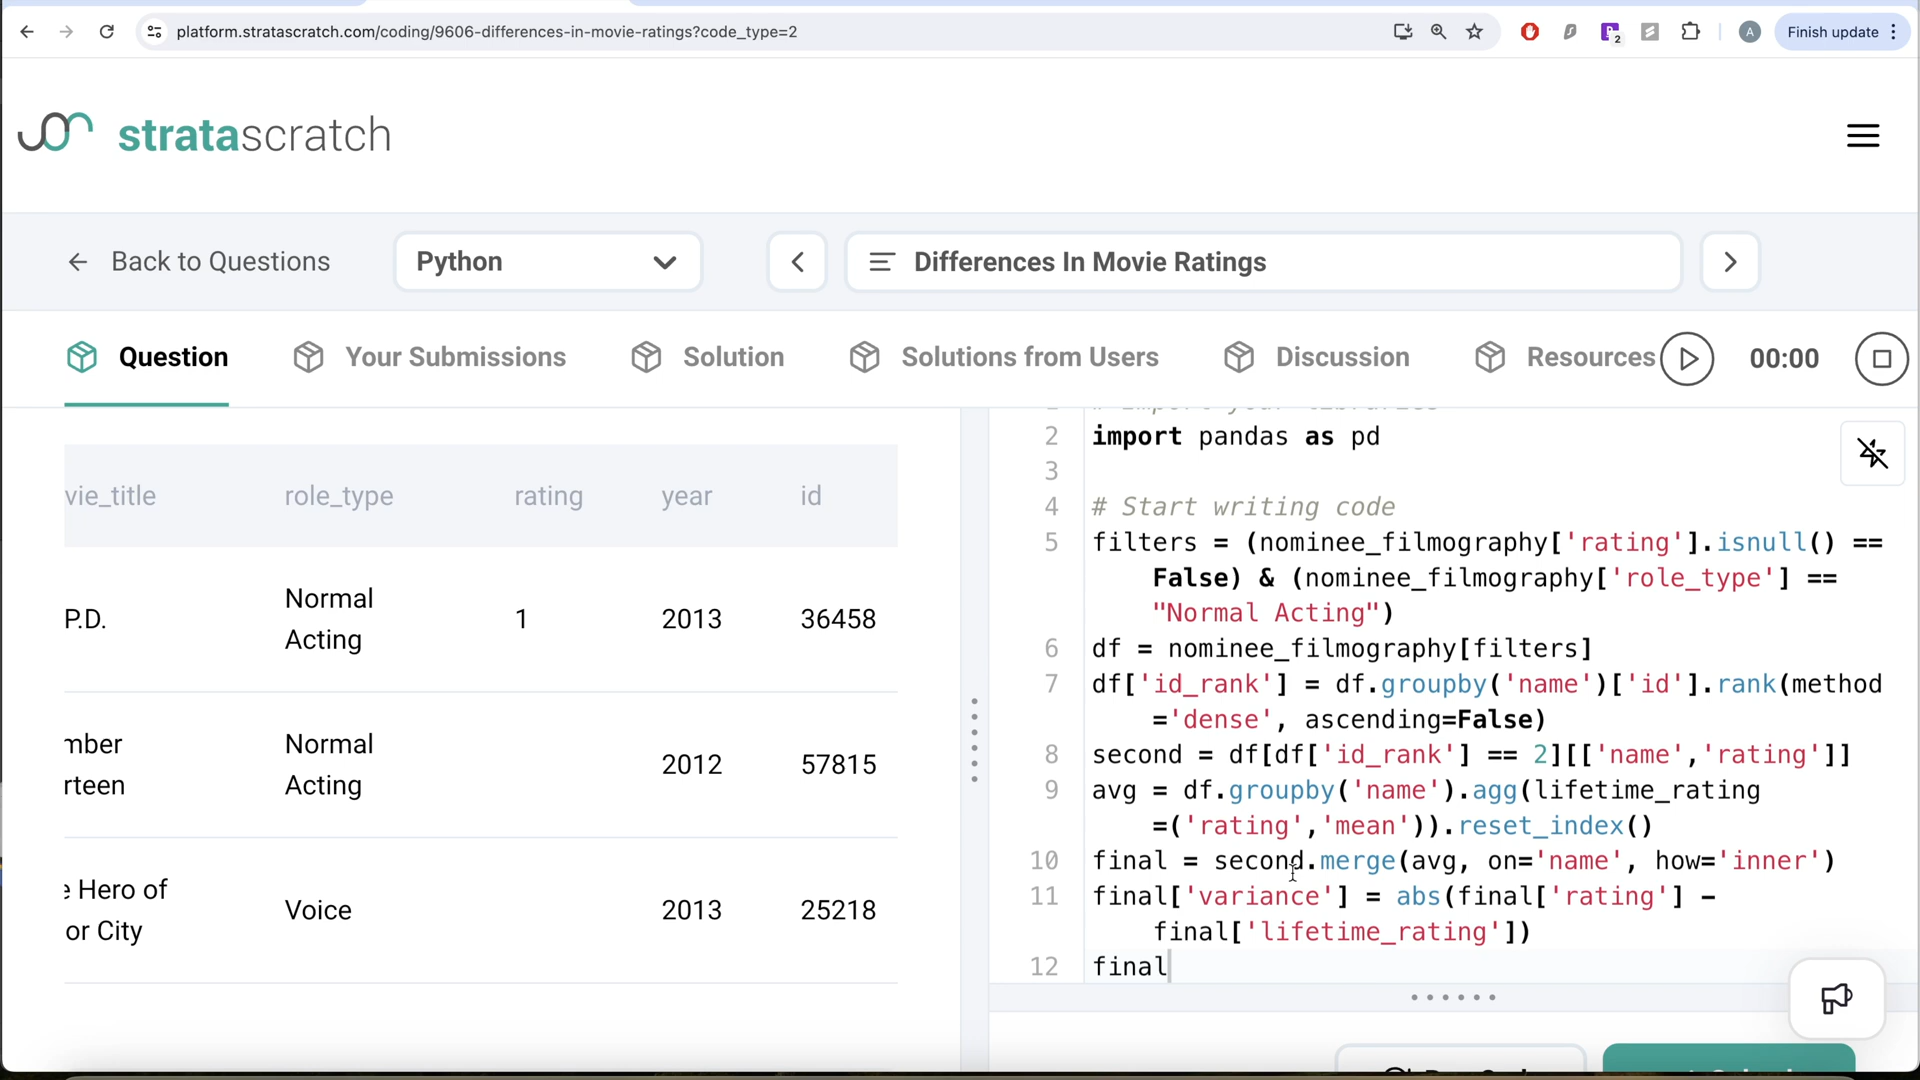 platform.stratascratch.com/coding/9606-differences-in-movie-ratings?code_type=2
2
A
Finish update
stratascratch
Back to Questions
Python
Differences In Movie Ratings
Question
Your Submissions
Solution
Solutions from Users
Discussion
Resources
00:00
vie_title role_type rating year id
P.D. Normal Acting 1 2013 36458
mber rteen Normal Acting 2012 57815
e Hero of or City Voice 2013 25218
2 import pandas as pd
3
4 # Start writing code
5 filters = (nominee_filmography['rating'].isnull() ==
False) & (nominee_filmography['role_type'] ==
"Normal Acting")
6 df = nominee_filmography[filters]
7 df['id_rank'] = df.groupby('name')['id'].rank(method
='dense', ascending=False)
8 second = df[df['id_rank'] == 2][['name','rating']]
9 avg = df.groupby('name').agg(lifetime_rating
=('rating','mean')).reset_index()
10 final = second.merge(avg, on='name', how='inner')
11 final['variance'] = abs(final['rating'] -
final['lifetime_rating'])
12 final